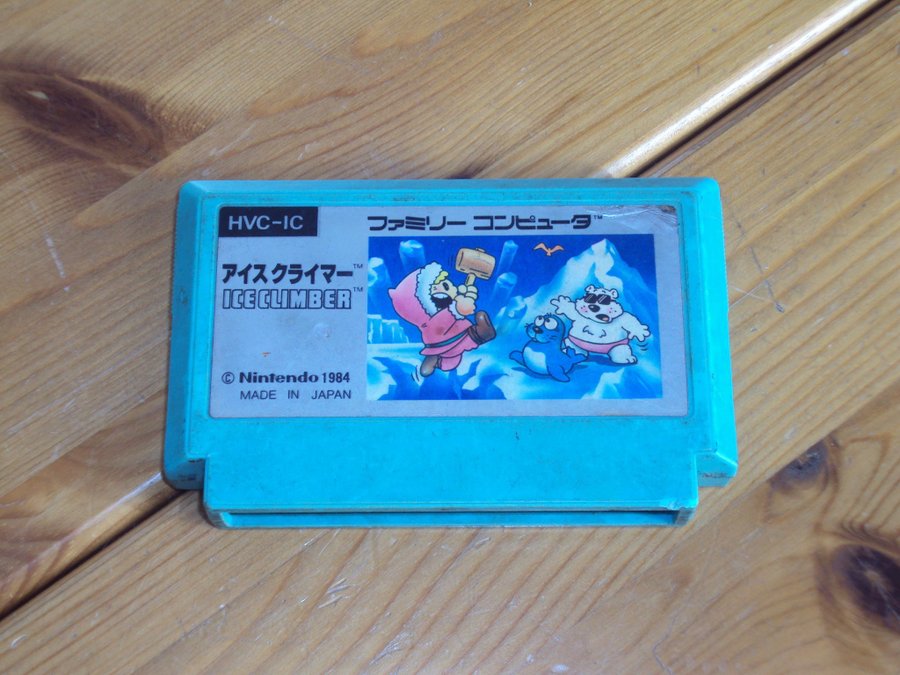 HVC-IC
ファミリー コンピュータ™
アイスクライマー™
ICE CLIMBER™
© Nintendo 1984
MADE IN JAPAN